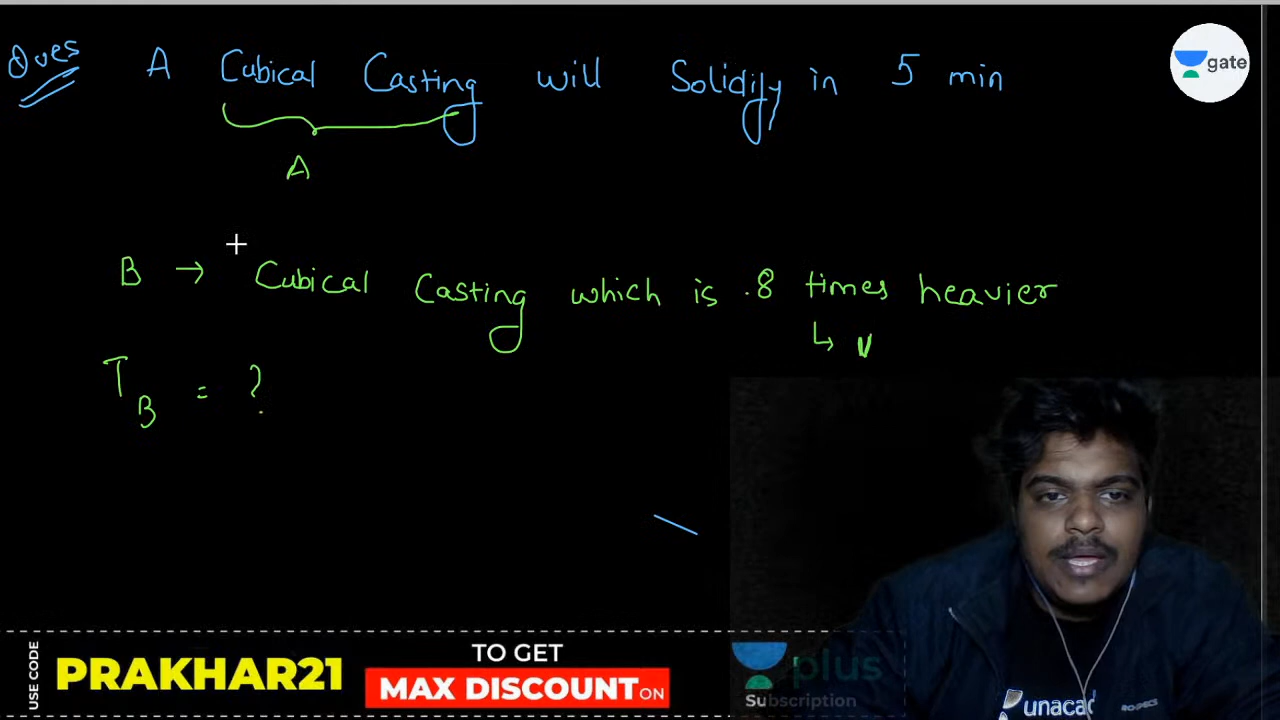 Ques A Cubical Casting will Solidify in 5 min
gate
A
B → Cubical Casting which is .8 times heavier
↳ V
T_B = ?
USE CODE
PRAKHAR21
TO GET
MAX DISCOUNT ON
plus
Subscription
unacad